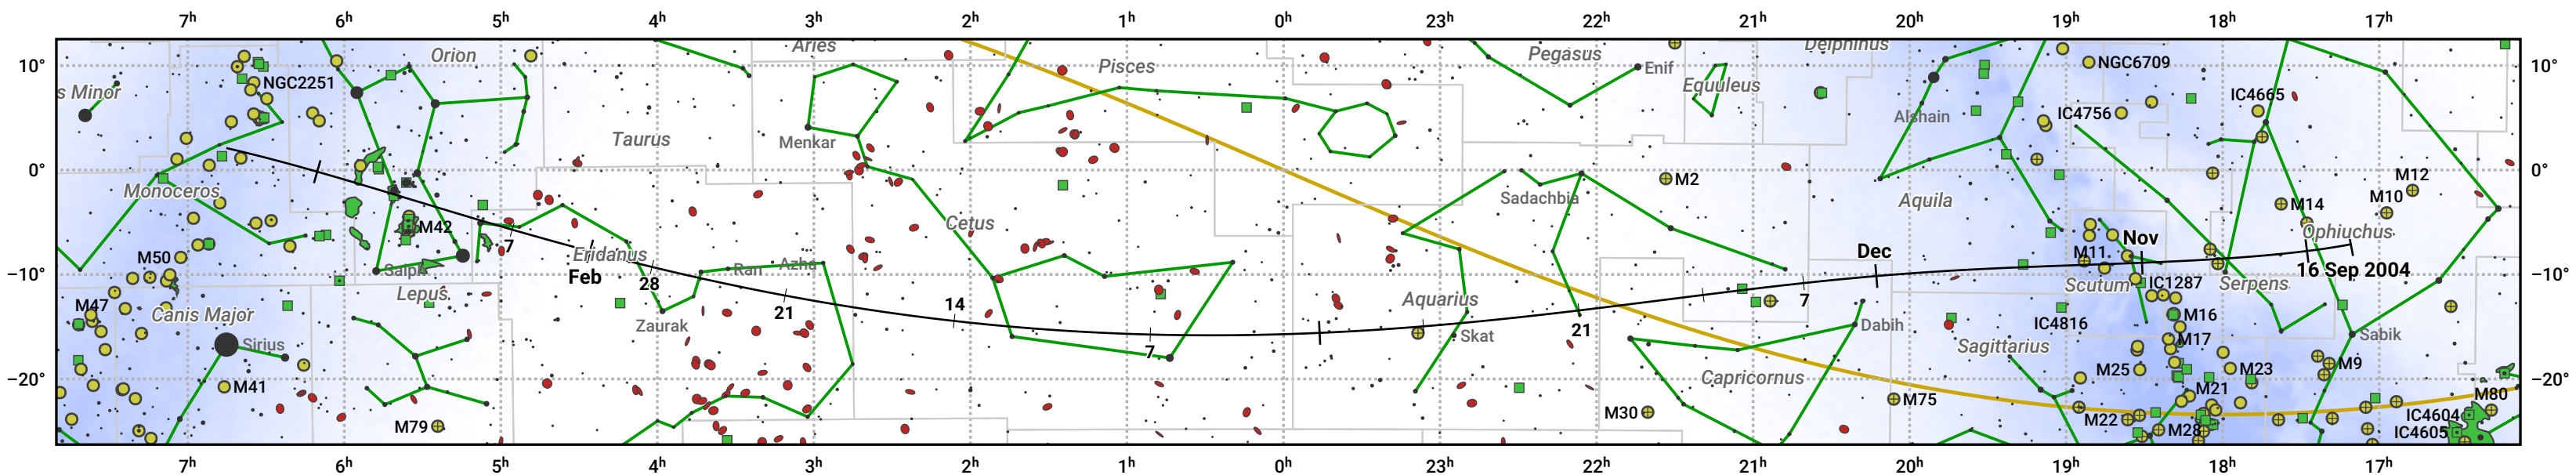 7h 6h 5h 4h 3h 2h 1h 0h 23h 22h 21h 20h 19h 18h 17h
Orion Aries Pegasus Delphinus
10° Pisces Enif NGC6709 10°
s Minor NGC2251 Equuleus IC4665
Alshain IC4756
Taurus Menkar
0° 0°
Monoceros M2 M12
Sadachbia Aquila M10
M14
M42 Cetus Ophiuchus
7 Nov
Eridanus Dec M11
M50 Saiph Ran Azha
−10° Feb 16 Sep 2004 −10°
28 Scutum IC1287 Serpens
Lepus Aquarius
M47 21 14 7
Canis Major Zaurak 21 IC4816 M16
Dabih
Sirius 7 Skat Sagittarius M17 Sabik
M9
−20° M41 Capricornus M25 M23 −20°
M21 M80
M75
M79 M30 M22 IC4604
M28 IC4605
7h 6h 5h 4h 3h 2h 1h 0h 23h 22h 21h 20h 19h 18h 17h